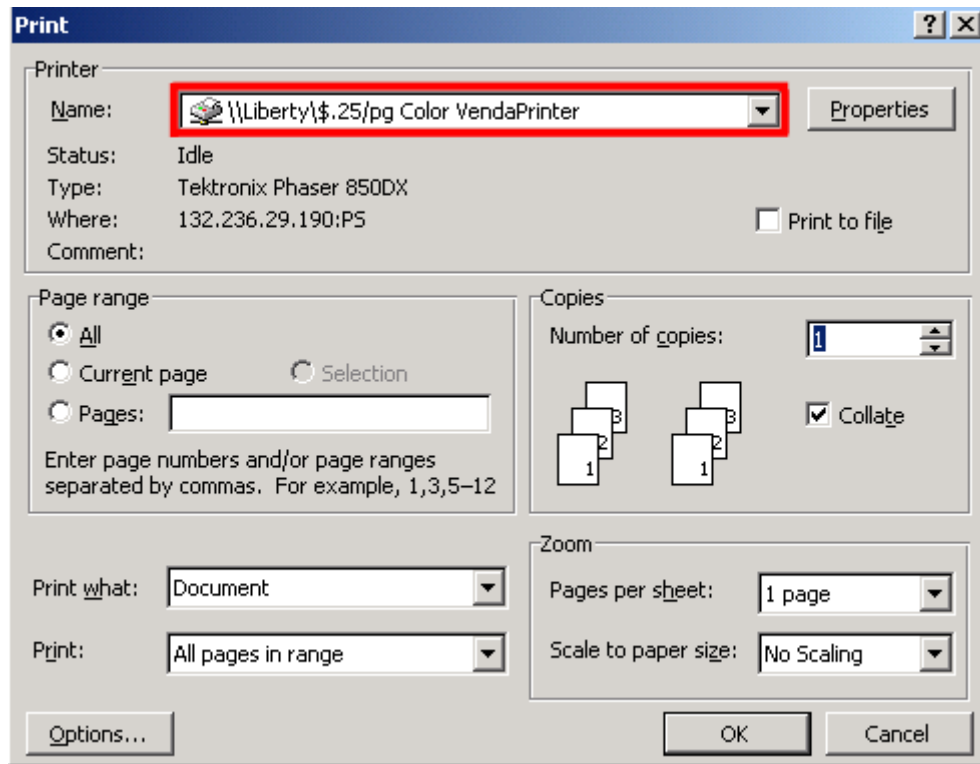 Print
Printer
Name: \\Liberty\$.25/pg Color VendaPrinter Properties
Status: Idle
Type: Tektronix Phaser 850DX
Where: 132.236.29.190:PS Print to file
Comment:
Page range
All
Current page Selection
Pages:
Enter page numbers and/or page ranges
separated by commas. For example, 1,3,5–12
Copies
Number of copies: 1
3 3
2 2
1 1
Collate
Print what: Document
Print: All pages in range
Zoom
Pages per sheet: 1 page
Scale to paper size: No Scaling
Options... OK Cancel